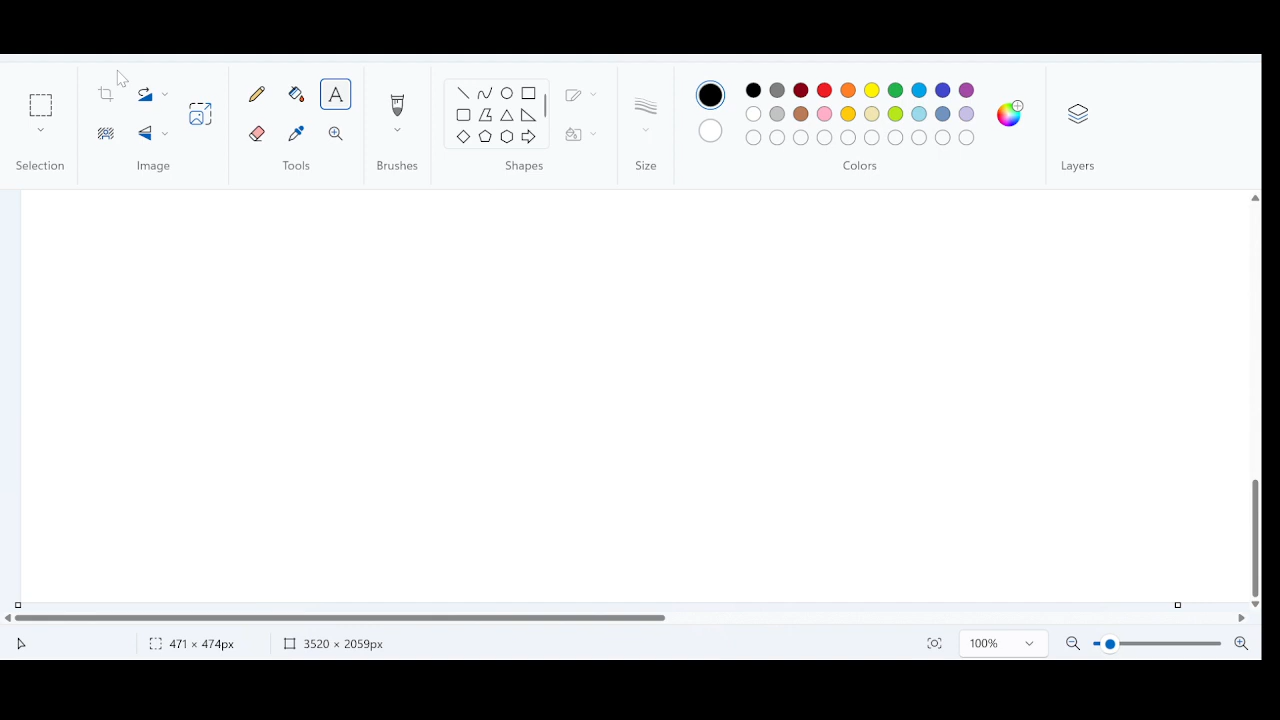 A
Selection
Image
Tools
Brushes
Shapes
Size
Colors
Layers
471 × 474px
3520 × 2059px
100%